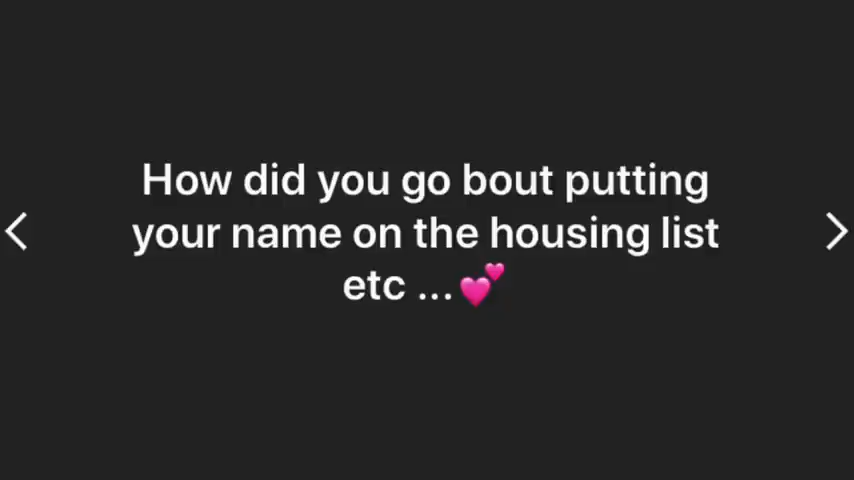 How did you go bout putting
your name on the housing list
etc ...💕